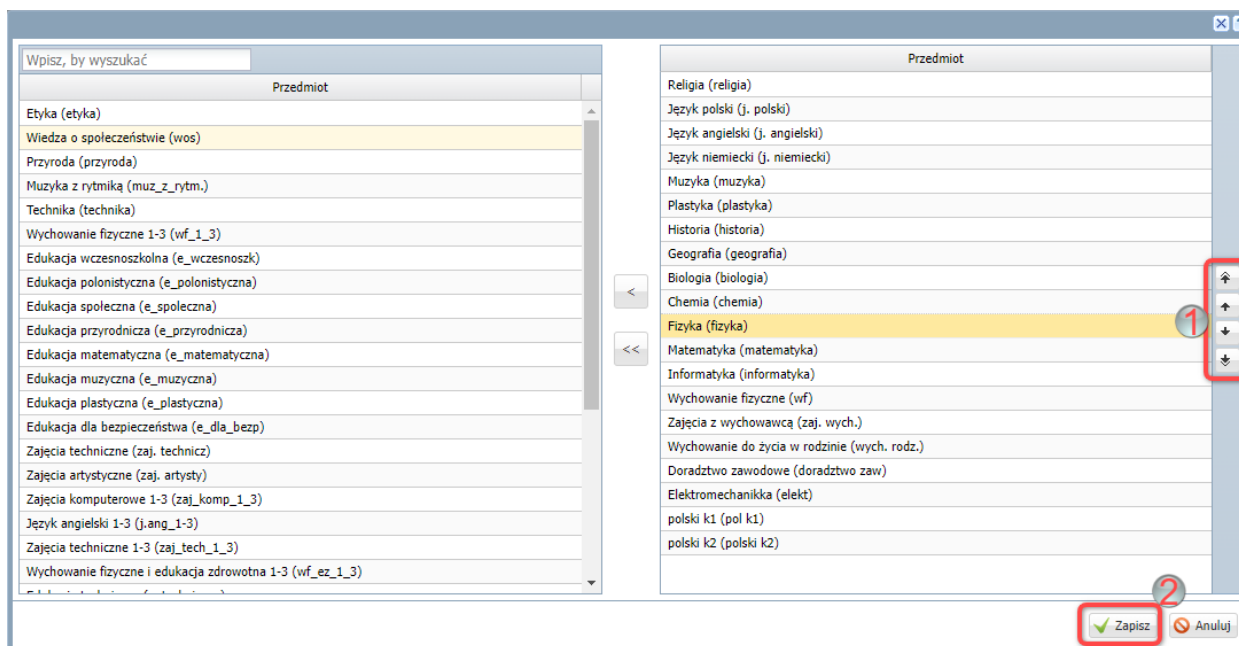 Wpisz, by wyszukać
Przedmiot
Etyka (etyka)
Wiedza o społeczeństwie (wos)
Przyroda (przyroda)
Muzyka z rytmiką (muz_z_rytm.)
Technika (technika)
Wychowanie fizyczne 1-3 (wf_1_3)
Edukacja wczesnoszkolna (e_wczesnoszk)
Edukacja polonistyczna (e_polonistyczna)
Edukacja społeczna (e_spoleczna)
Edukacja przyrodnicza (e_przyrodnicza)
Edukacja matematyczna (e_matematyczna)
Edukacja muzyczna (e_muzyczna)
Edukacja plastyczna (e_plastyczna)
Edukacja dla bezpieczeństwa (e_dla_bezp)
Zajęcia techniczne (zaj. technicz)
Zajęcia artystyczne (zaj. artysty)
Zajęcia komputerowe 1-3 (zaj_komp_1_3)
Język angielski 1-3 (j.ang_1-3)
Zajęcia techniczne 1-3 (zaj_tech_1_3)
Wychowanie fizyczne i edukacja zdrowotna 1-3 (wf_ez_1_3)
<
<<
Przedmiot
Religia (religia)
Język polski (j. polski)
Język angielski (j. angielski)
Język niemiecki (j. niemiecki)
Muzyka (muzyka)
Plastyka (plastyka)
Historia (historia)
Geografia (geografia)
Biologia (biologia)
Chemia (chemia)
Fizyka (fizyka)
Matematyka (matematyka)
Informatyka (informatyka)
Wychowanie fizyczne (wf)
Zajęcia z wychowawcą (zaj. wych.)
Wychowanie do życia w rodzinie (wych. rodz.)
Doradztwo zawodowe (doradztwo zaw)
Elektromechanikka (elekt)
polski k1 (pol k1)
polski k2 (polski k2)
1
2
Zapisz
Anuluj